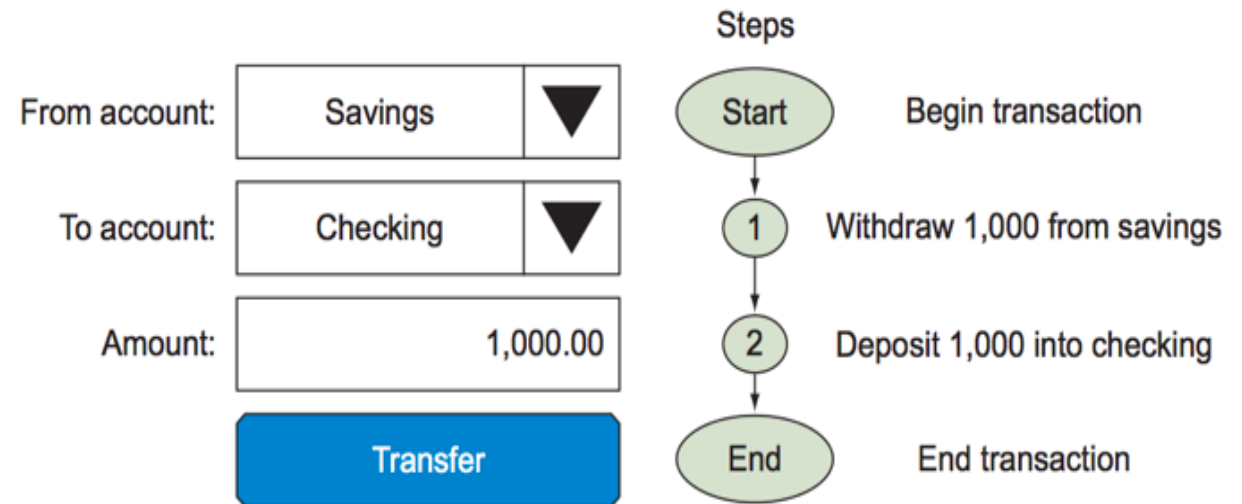 Steps
From account: Savings
Start Begin transaction
To account: Checking
1 Withdraw 1,000 from savings
Amount: 1,000.00
2 Deposit 1,000 into checking
Transfer
End End transaction